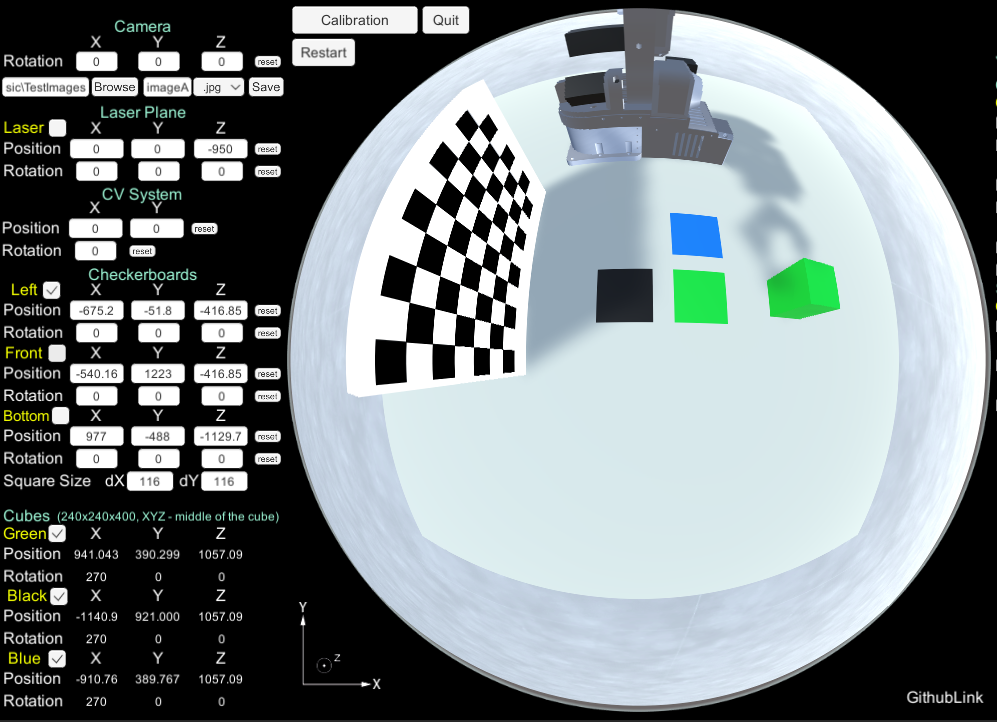 Camera
X Y Z
Rotation 0 0 0 reset
sic\TestImages Browse imageA .jpg Save
Laser Plane
Laser X Y Z
Position 0 0 -950 reset
Rotation 0 0 0 reset
CV System
X Y
Position 0 0 reset
Rotation 0 reset
Checkerboards
Left X Y Z
Position -675.2 -51.8 -416.85 reset
Rotation 0 0 0 reset
Front X Y Z
Position -540.16 1223 -416.85 reset
Rotation 0 0 0 reset
Bottom X Y Z
Position 977 -488 -1129.7 reset
Rotation 0 0 0 reset
Square Size dX 116 dY 116
Cubes (240x240x400, XYZ - middle of the cube)
Green X Y Z
Position 941.043 390.299 1057.09
Rotation 270 0 0
Black X Y Z
Position -1140.9 921.000 1057.09
Rotation 270 0 0
Blue X Y Z
Position -910.76 389.767 1057.09
Rotation 270 0 0
Calibration Quit
Restart
Y
Z
X
GithubLink